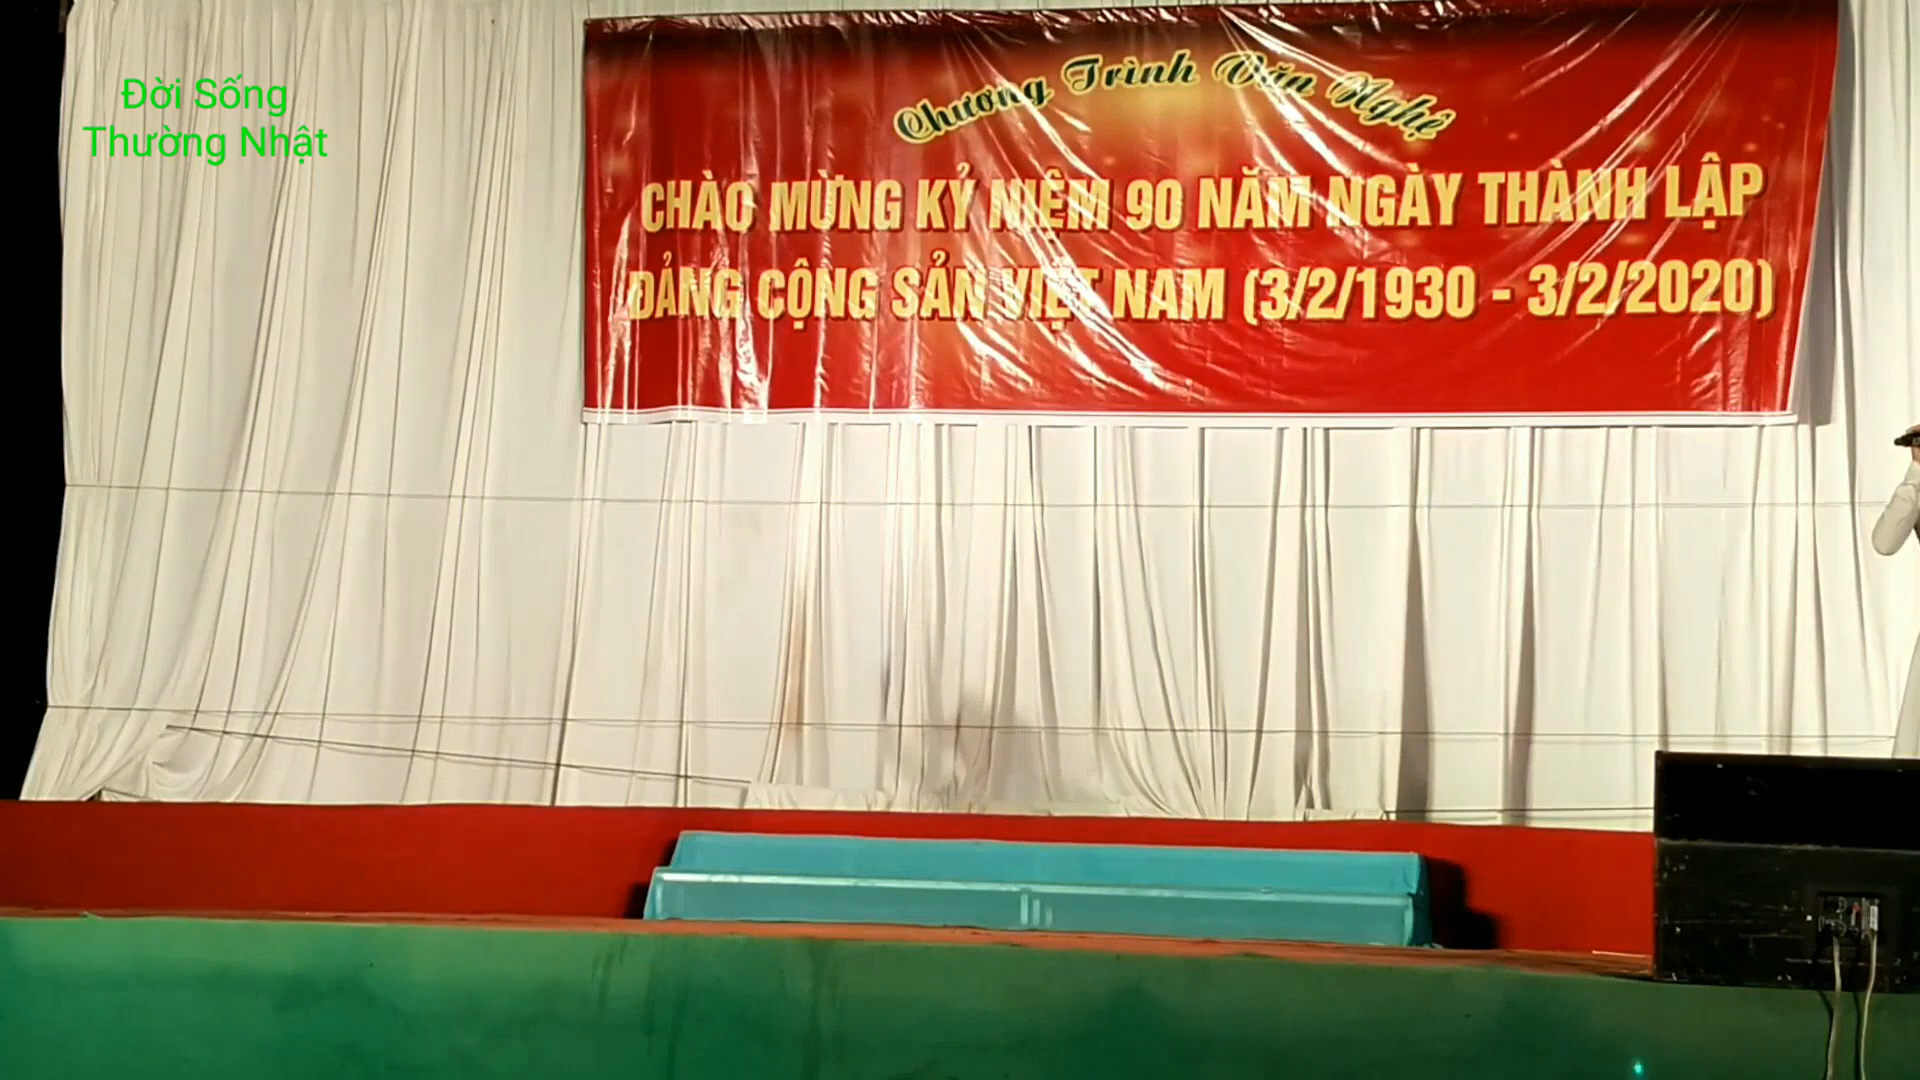 Đời Sống
Thường Nhật
Chương Trình Văn Nghệ
CHÀO MỪNG KỶ NIỆM 90 NĂM NGÀY THÀNH LẬP
ĐẢNG CỘNG SẢN VIỆT NAM (3/2/1930 - 3/2/2020)